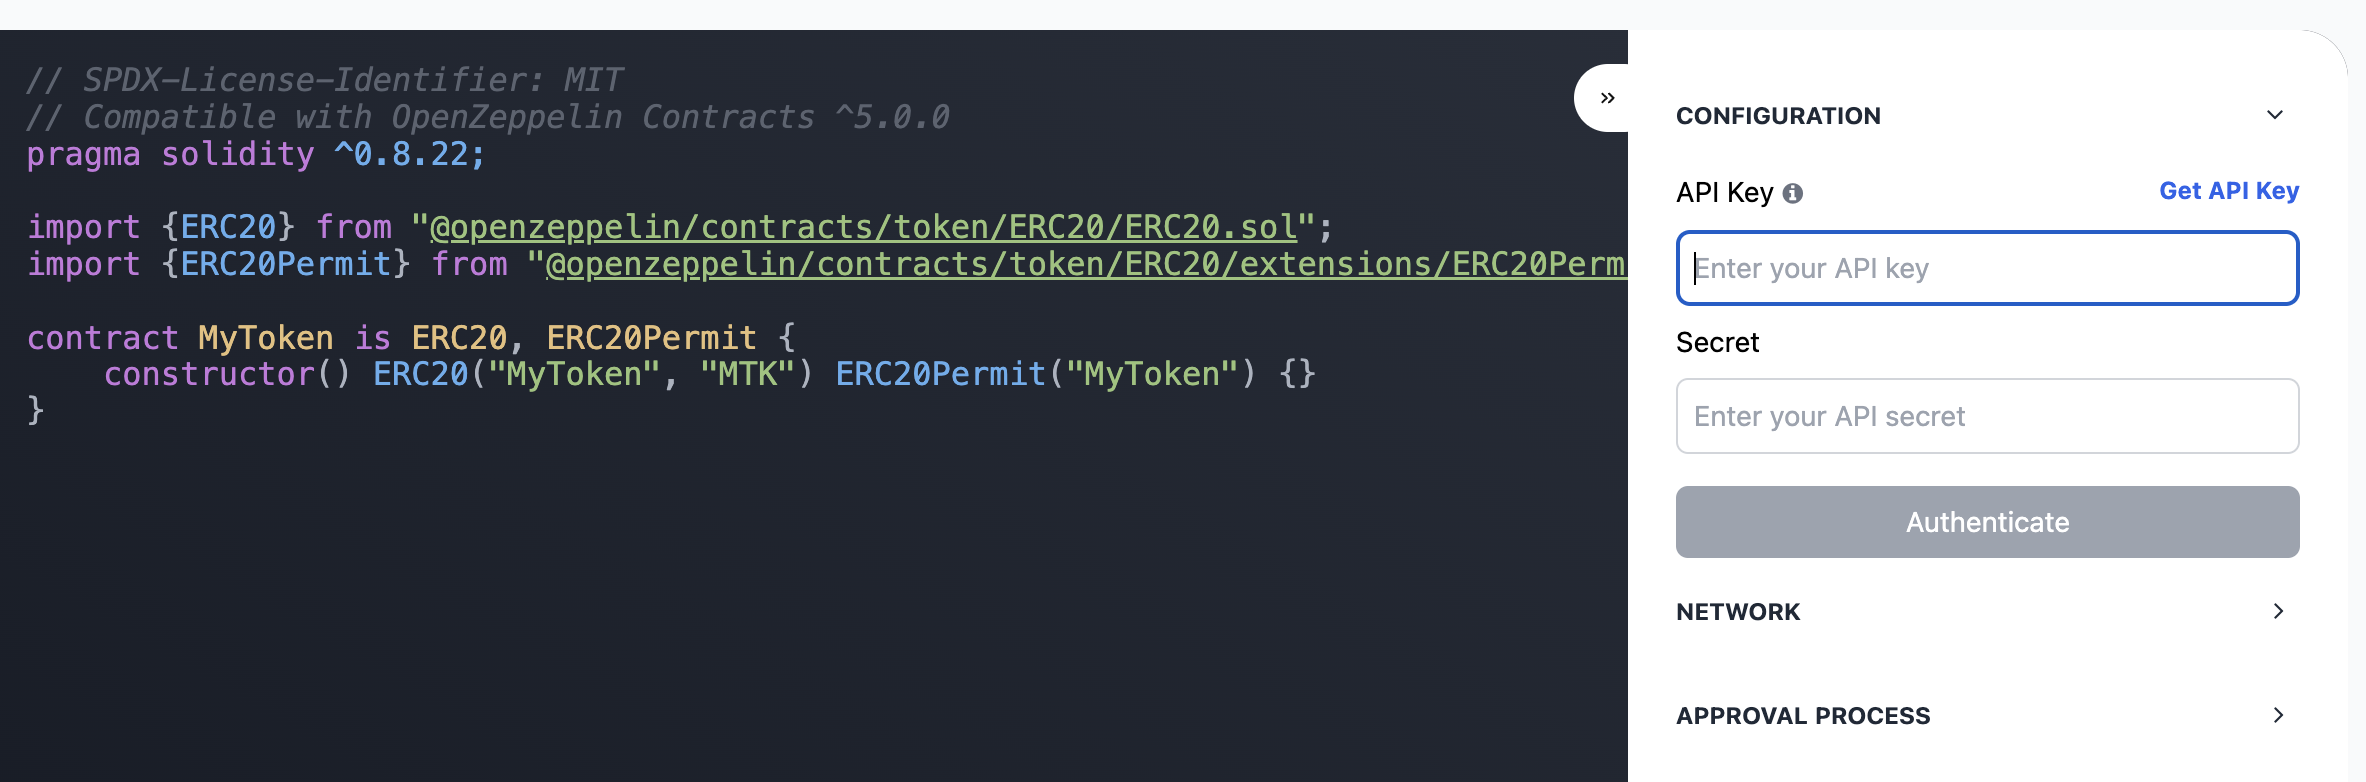 // SPDX-License-Identifier: MIT
// Compatible with OpenZeppelin Contracts ^5.0.0
pragma solidity ^0.8.22;
import {ERC20} from "@openzeppelin/contracts/token/ERC20/ERC20.sol";
import {ERC20Permit} from "@openzeppelin/contracts/token/ERC20/extensions/ERC20Perm
contract MyToken is ERC20, ERC20Permit {
    constructor() ERC20("MyToken", "MTK") ERC20Permit("MyToken") {}
}
»
CONFIGURATION
API Key
Get API Key
Enter your API key
Secret
Enter your API secret
Authenticate
NETWORK
APPROVAL PROCESS